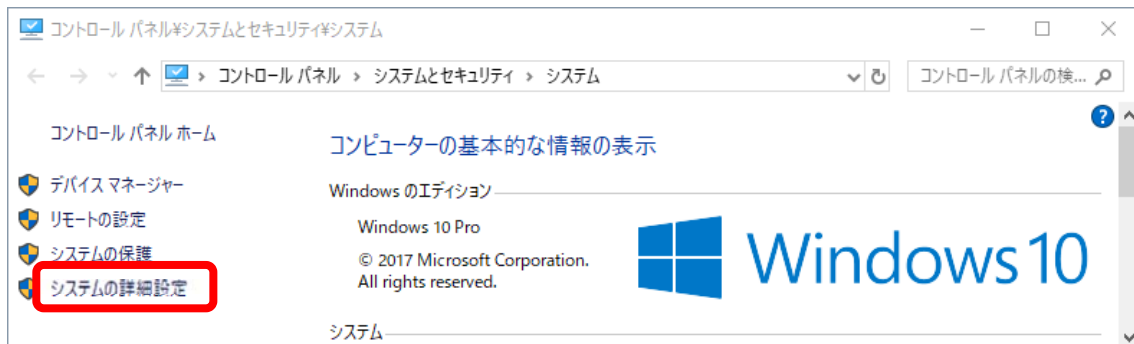 コントロール パネル¥システムとセキュリティ¥システム
コントロール パネル › システムとセキュリティ › システム
コントロール パネルの検...
コントロール パネル ホーム
デバイス マネージャー
リモートの設定
システムの保護
システムの詳細設定
?
コンピューターの基本的な情報の表示
Windows のエディション
Windows 10 Pro
© 2017 Microsoft Corporation.
All rights reserved.
Windows 10
システム